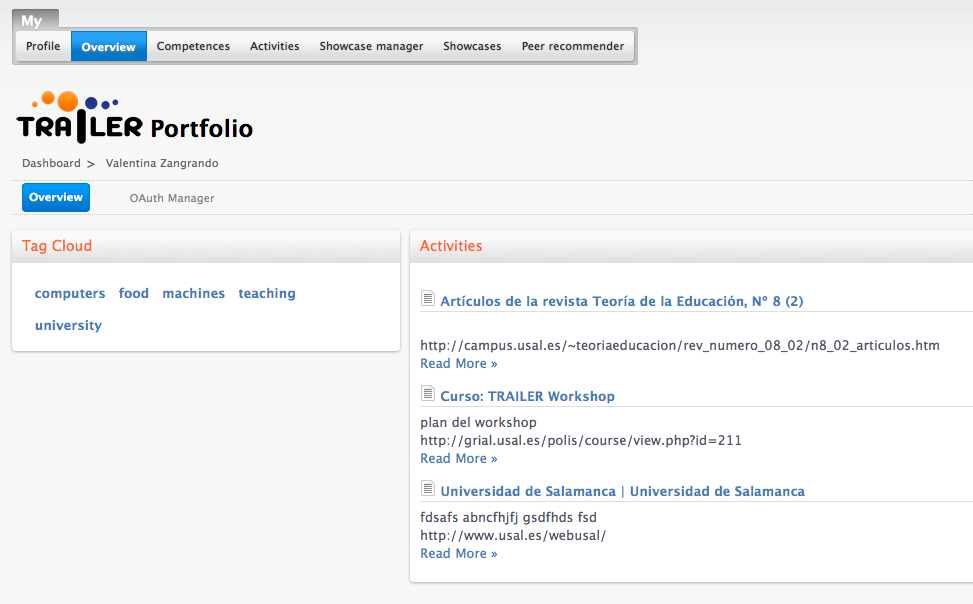 My
Profile Overview Competences Activities Showcase manager Showcases Peer recommender
TRAILER Portfolio
Dashboard > Valentina Zangrando
Overview OAuth Manager
Tag Cloud
computers food machines teaching
university
Activities
Artículos de la revista Teoría de la Educación, Nº 8 (2)
http://campus.usal.es/~teoriaeducacion/rev_numero_08_02/n8_02_articulos.htm
Read More »
Curso: TRAILER Workshop
plan del workshop
http://grial.usal.es/polis/course/view.php?id=211
Read More »
Universidad de Salamanca | Universidad de Salamanca
fdsafs abncfhjfj gsdfhds fsd
http://www.usal.es/webusal/
Read More »